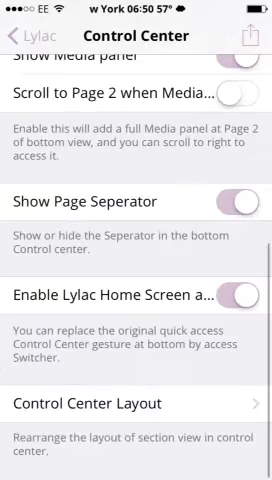 EE w York 06:50 57°
Lylac Control Center
Show Media panel
Scroll to Page 2 when Media...
Enable this will add a full Media panel at Page 2
of bottom view, and you can scroll to right to
access it.
Show Page Seperator
Show or hide the Seperator in the bottom
Control center.
Enable Lylac Home Screen a...
You can replace the original quick access
Control Center gesture at bottom by access
Switcher.
Control Center Layout
Rearrange the layout of section view in control
center.